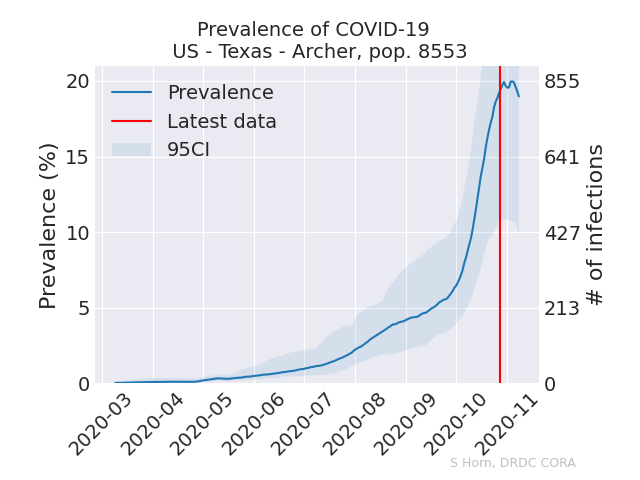 Prevalence of COVID-19
US - Texas - Archer, pop. 8553
Prevalence
Latest data
95CI
Prevalence (%)
20
15
10
5
0
855
641
427
213
0
# of infections
2020-03
2020-04
2020-05
2020-06
2020-07
2020-08
2020-09
2020-10
2020-11
S Horn, DRDC CORA